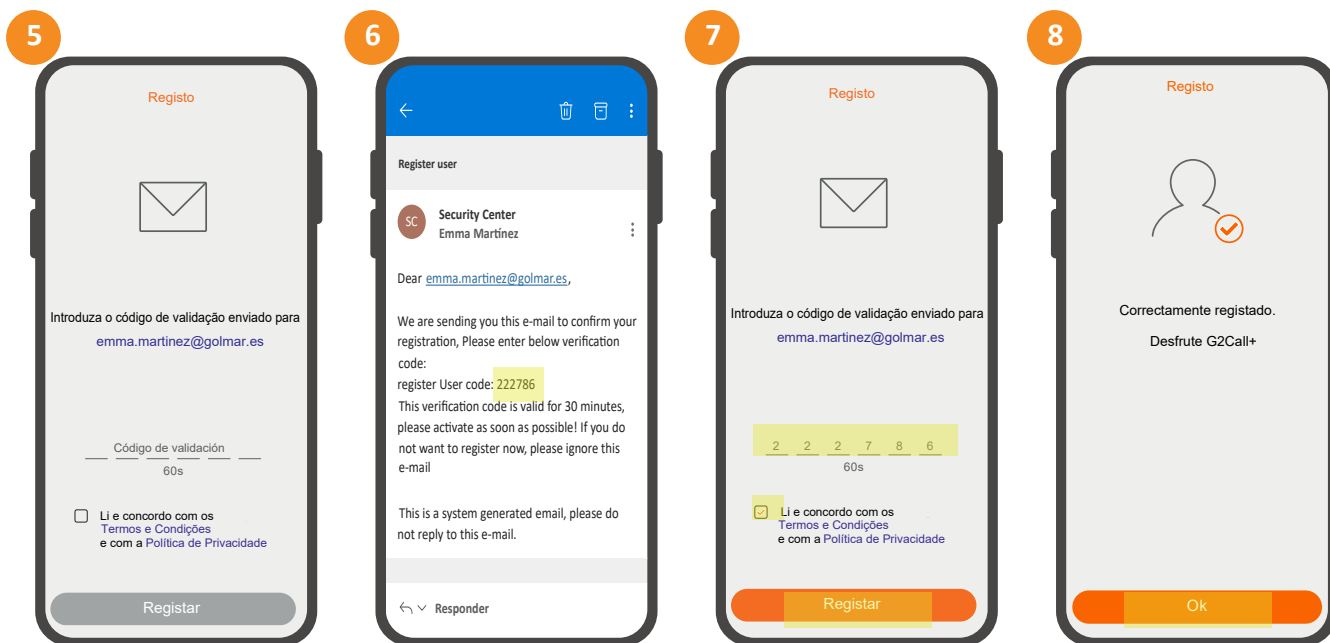 5
Registo
Introduza o código de validação enviado para
emma.martinez@golmar.es
Código de validación
60s
Li e concordo com os
Termos e Condições
e com a Política de Privacidade
Registar
6
Register user
SC
Security Center
Emma Martínez
Dear emma.martinez@golmar.es,
We are sending you this e-mail to confirm your
registration, Please enter below verification
code:
register User code: 222786
This verification code is valid for 30 minutes,
please activate as soon as possible! If you do
not want to register now, please ignore this
e-mail
This is a system generated email, please do
not reply to this e-mail.
Responder
7
Registo
Introduza o código de validação enviado para
emma.martinez@golmar.es
2 2 2 7 8 6
60s
Li e concordo com os
Termos e Condições
e com a Política de Privacidade
Registar
8
Registo
Correctamente registado.
Desfrute G2Call+
Ok